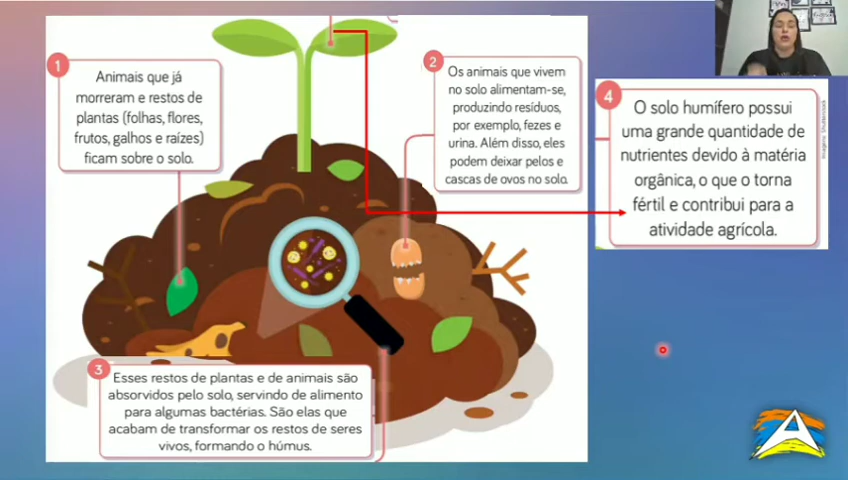 1
Animais que já
morreram e restos de
plantas (folhas, flores,
frutos, galhos e raízes)
ficam sobre o solo.
2
Os animais que vivem
no solo alimentam-se,
produzindo resíduos,
por exemplo, fezes e
urina. Além disso, eles
podem deixar pelos e
cascas de ovos no solo.
4
O solo humífero possui
uma grande quantidade de
nutrientes devido à matéria
orgânica, o que o torna
fértil e contribui para a
atividade agrícola.
Imagens: Shutterstock
3
Esses restos de plantas e de animais são
absorvidos pelo solo, servindo de alimento
para algumas bactérias. São elas que
acabam de transformar os restos de seres
vivos, formando o húmus.